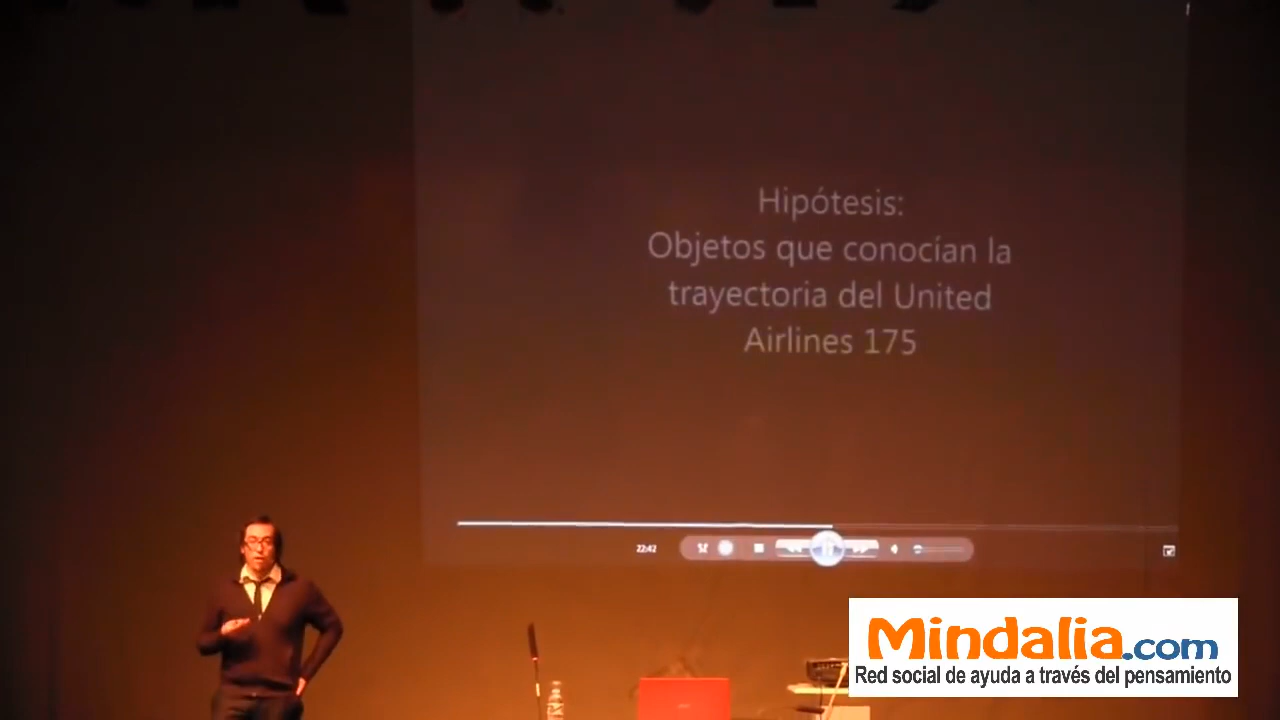 Hipótesis:
Objetos que conocían la
trayectoria del United
Airlines 175
22:42
Mindalia.com
Red social de ayuda a través del pensamiento